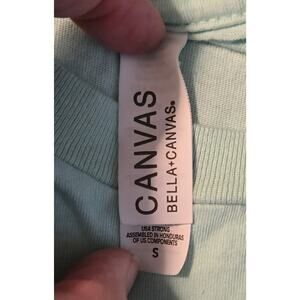 CANVAS
BELLA+CANVAS®
USA STRONG
ASSEMBLED IN HONDURAS
OF US COMPONENTS
S